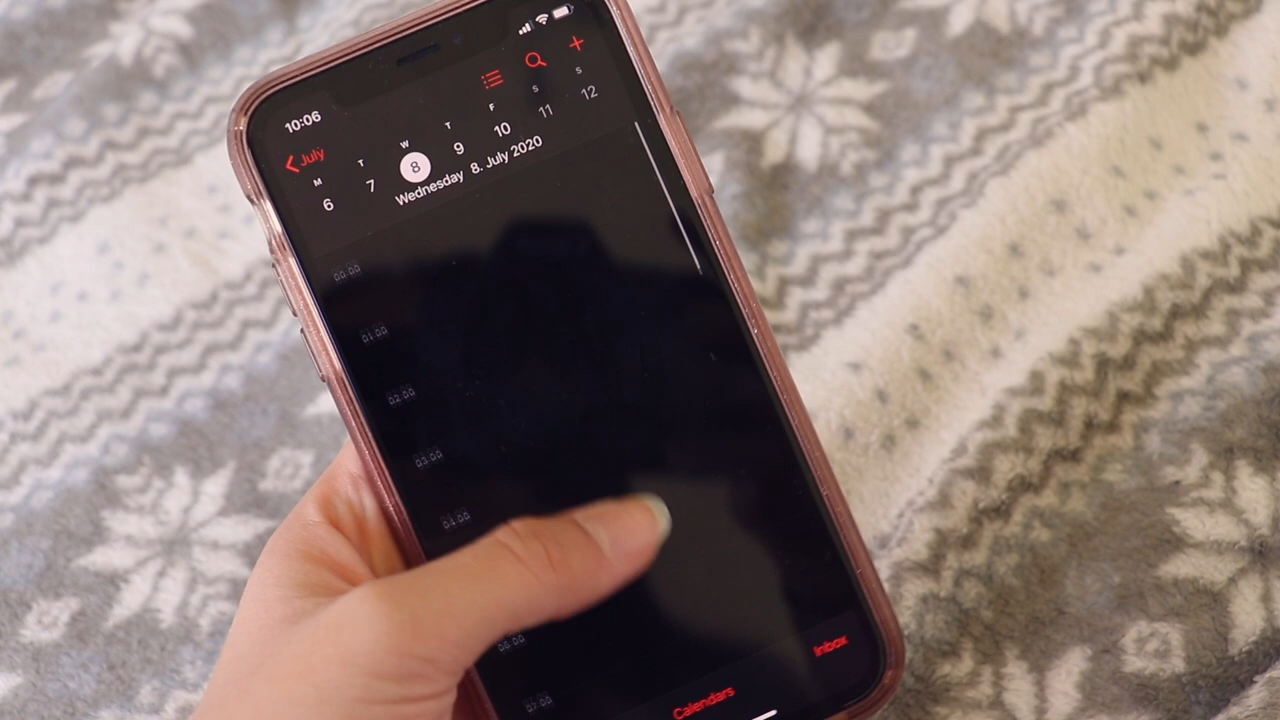 10:06
July
M T W T F S S
6 7 8 9 10 11 12
Wednesday 8. July 2020
00:00
01:00
02:00
03:00
04:00
06:00
07:00
Calendars
Inbox